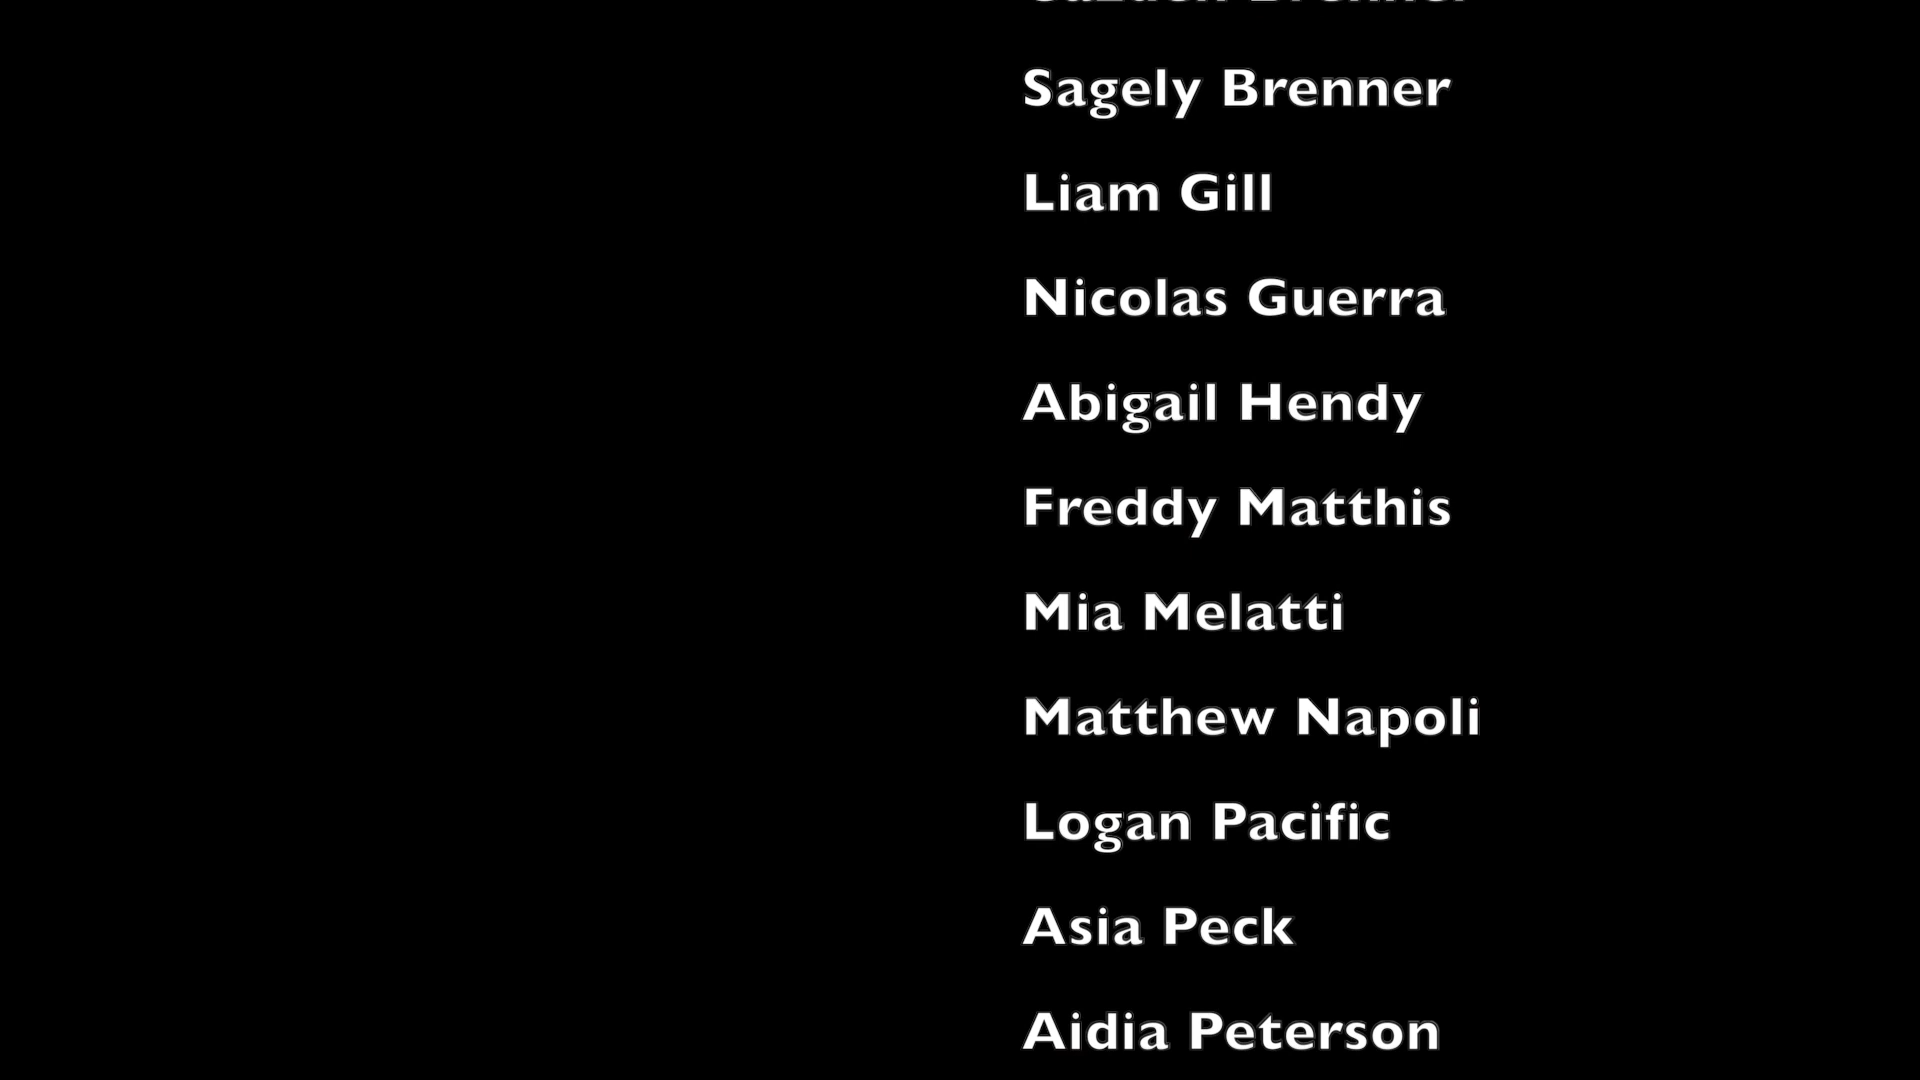 Brenner
Sagely Brenner
Liam Gill
Nicolas Guerra
Abigail Hendy
Freddy Matthis
Mia Melatti
Matthew Napoli
Logan Pacific
Asia Peck
Aidia Peterson